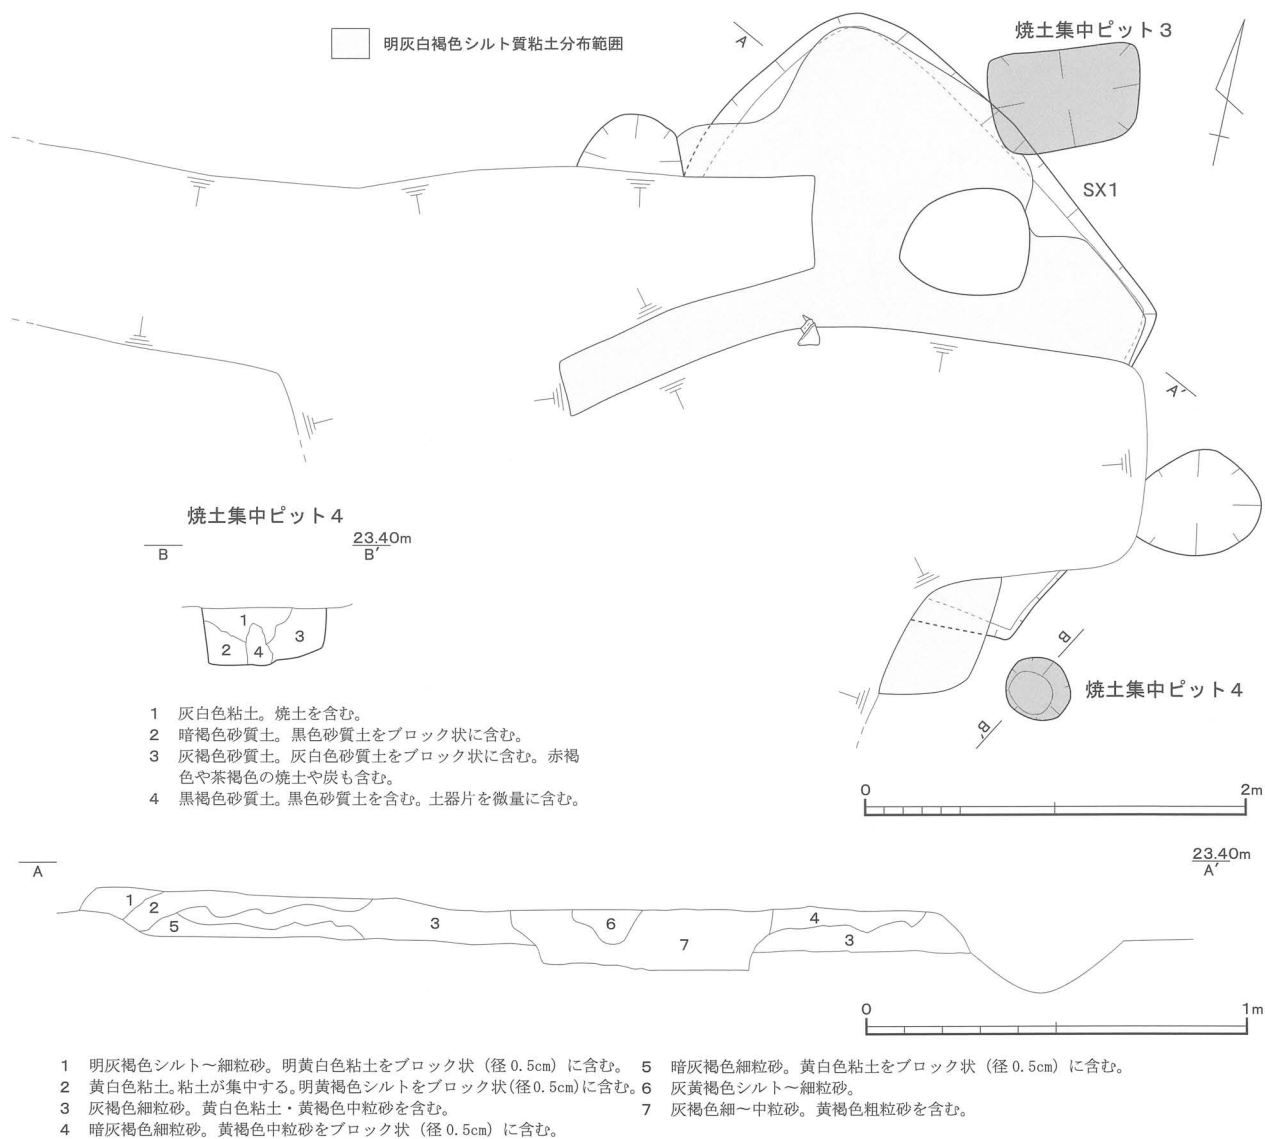 明灰白褐色シルト質粘土分布範囲
A
焼土集中ピット3
SX1
A′
焼土集中ピット4
B
23.40m
B′
1
2
3
4
B
焼土集中ピット4
B′
1 灰白色粘土。焼土を含む。
2 暗褐色砂質土。黒色砂質土をブロック状に含む。
3 灰褐色砂質土。灰白色砂質土をブロック状に含む。赤褐
色や茶褐色の焼土や炭も含む。
4 黒褐色砂質土。黒色砂質土を含む。土器片を微量に含む。
0 2m
A
23.40m
A′
1
2
5
3
6
7
4
3
0 1m
1 明灰褐色シルト〜細粒砂。明黄白色粘土をブロック状(径0.5cm)に含む。
2 黄白色粘土。粘土が集中する。明黄褐色シルトをブロック状(径0.5cm)に含む。
3 灰褐色細粒砂。黄白色粘土・黄褐色中粒砂を含む。
4 暗灰褐色細粒砂。黄褐色中粒砂をブロック状(径0.5cm)に含む。
5 暗灰褐色細粒砂。黄白色粘土をブロック状(径0.5cm)に含む。
6 灰黄褐色シルト〜細粒砂。
7 灰褐色細〜中粒砂。黄褐色粗粒砂を含む。